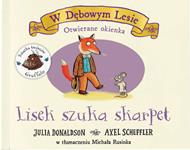 W Dębowym Lesie
Otwierane okienka
Lisek szuka skarpet
JULIA DONALDSON
AXEL SCHEFFLER
w tłumaczeniu Michała Rusinka